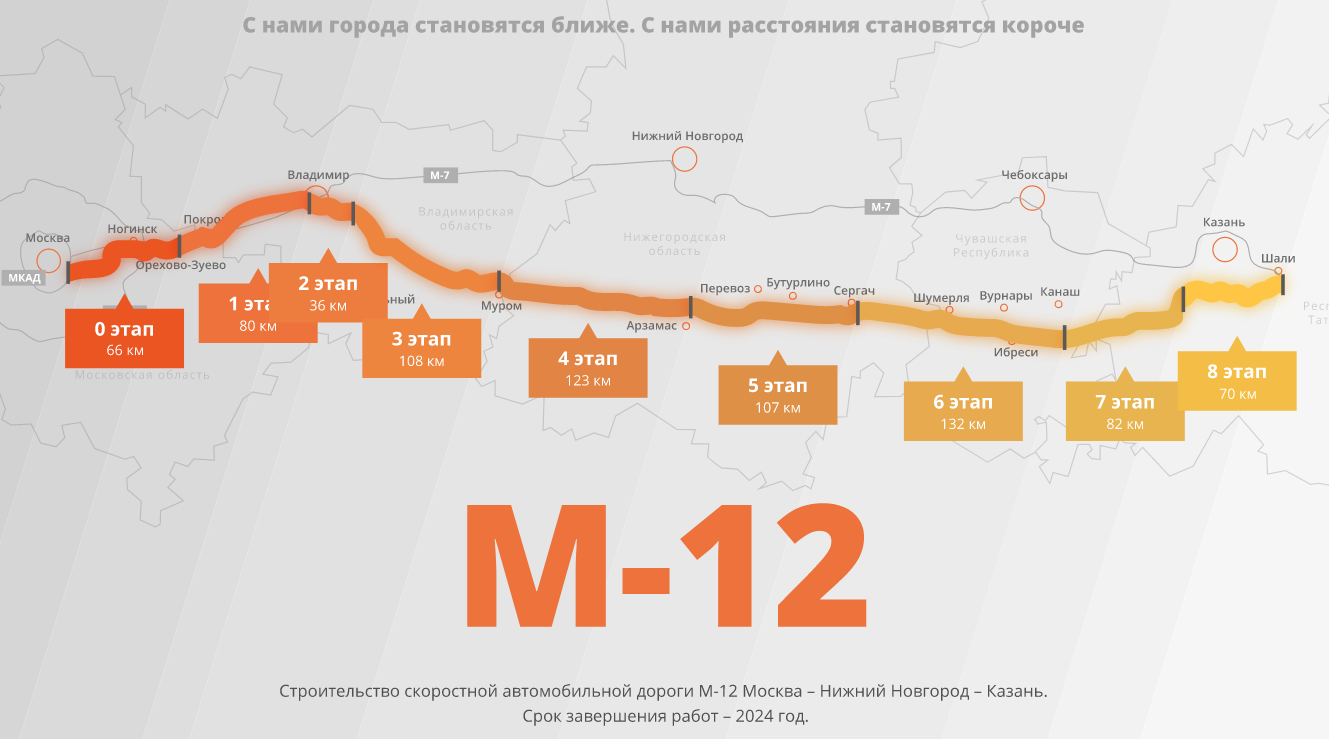 С нами города становятся ближе. С нами расстояния становятся короче
Нижний Новгород
Владимир
М-7
Чебоксары
М-7
Москва
Ногинск
Владимирская
область
Нижегородская
область
Чувашская
Республика
Казань
Шали
МКАД
Орехово-Зуево
Муром
Перевоз
Бутурлино
Сергач
Арзамас
Шумерля
Вурнары
Канаш
Ибреси
0 этап
66 км
Московская область
80 км
2 этап
36 км
3 этап
108 км
4 этап
123 км
5 этап
107 км
6 этап
132 км
7 этап
82 км
8 этап
70 км
М-12
Строительство скоростной автомобильной дороги М-12 Москва – Нижний Новгород – Казань.
Срок завершения работ – 2024 год.